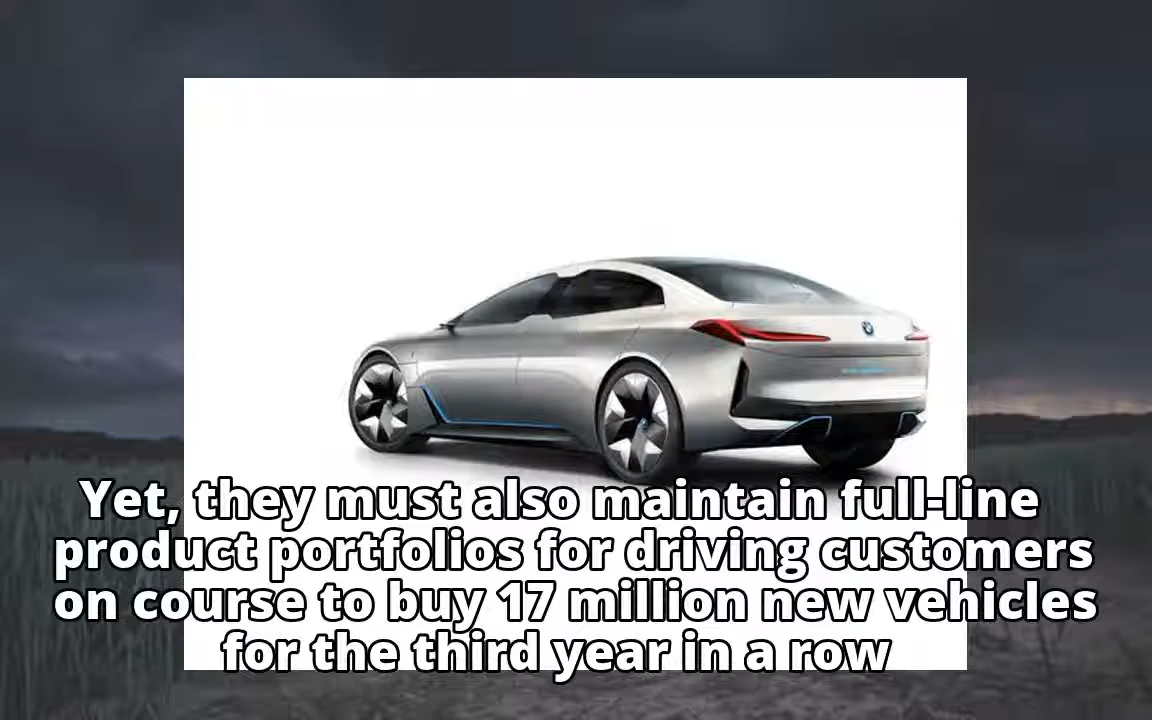 Yet, they must also maintain full-line
product portfolios for driving customers
on course to buy 17 million new vehicles
for the third year in a row